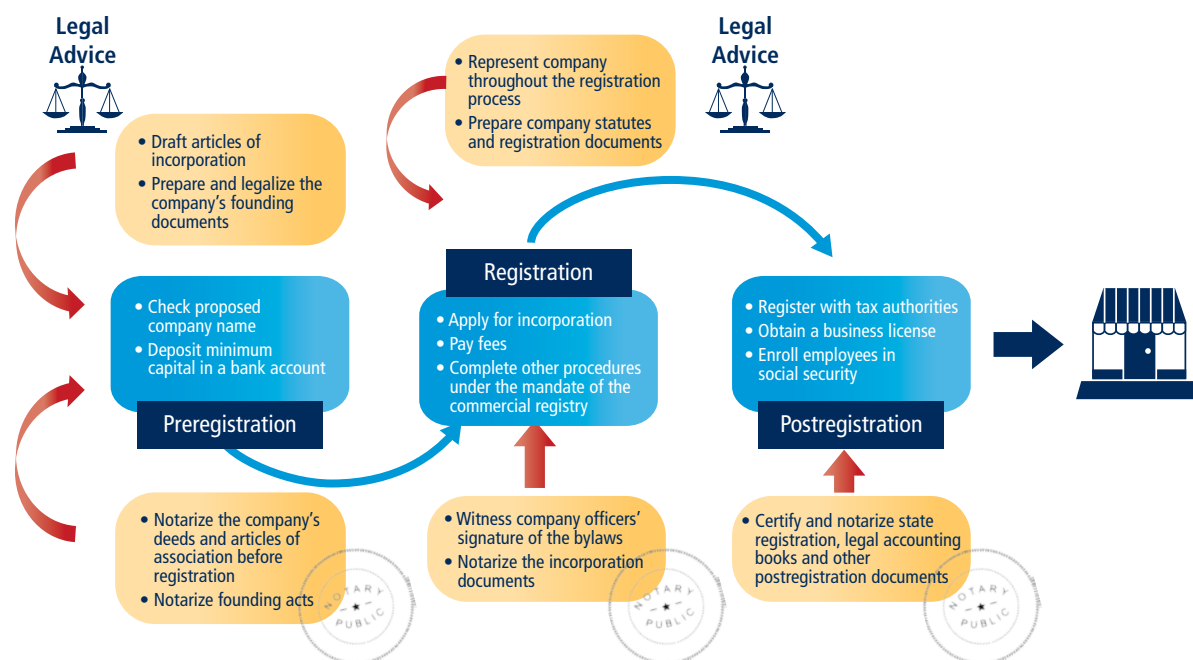 Legal
Advice
• Draft articles of
incorporation
• Prepare and legalize the
company’s founding
documents
• Represent company
throughout the registration
process
• Prepare company statutes
and registration documents
Legal
Advice
• Check proposed
company name
• Deposit minimum
capital in a bank account
Preregistration
Registration
• Apply for incorporation
• Pay fees
• Complete other procedures
under the mandate of the
commercial registry
• Register with tax authorities
• Obtain a business license
• Enroll employees in
social security
Postregistration
• Notarize the company’s
deeds and articles of
association before
registration
• Notarize founding acts
NOTARY
PUBLIC
• Witness company officers’
signature of the bylaws
• Notarize the incorporation
documents
NOTARY
PUBLIC
• Certify and notarize state
registration, legal accounting
books and other
postregistration documents
NOTARY
PUBLIC